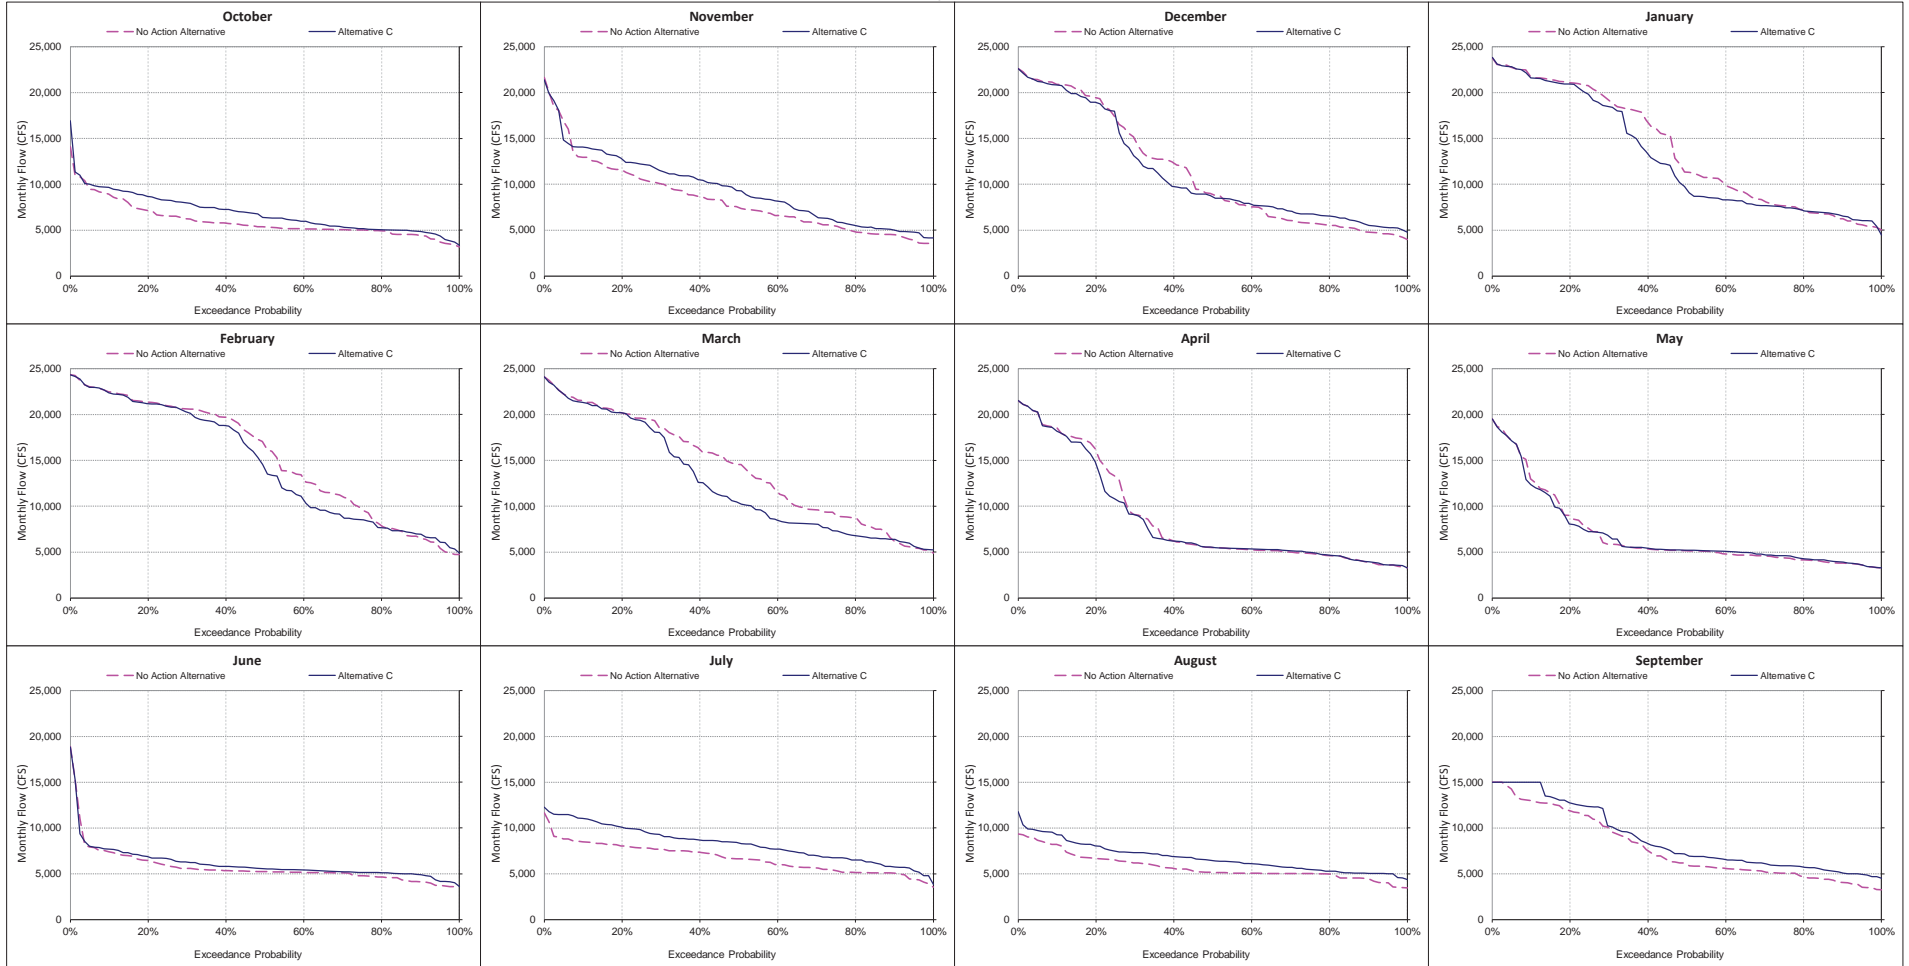 October
No Action Alternative Alternative C
25,000
20,000
15,000
10,000
5,000
0
0% 20% 40% 60% 80% 100%
Monthly Flow (CFS)
Exceedance Probability
November
No Action Alternative Alternative C
25,000
20,000
15,000
10,000
5,000
0
0% 20% 40% 60% 80% 100%
Monthly Flow (CFS)
Exceedance Probability
December
No Action Alternative Alternative C
25,000
20,000
15,000
10,000
5,000
0
0% 20% 40% 60% 80% 100%
Monthly Flow (CFS)
Exceedance Probability
January
No Action Alternative Alternative C
25,000
20,000
15,000
10,000
5,000
0
0% 20% 40% 60% 80% 100%
Monthly Flow (CFS)
Exceedance Probability
February
No Action Alternative Alternative C
25,000
20,000
15,000
10,000
5,000
0
0% 20% 40% 60% 80% 100%
Monthly Flow (CFS)
Exceedance Probability
March
No Action Alternative Alternative C
25,000
20,000
15,000
10,000
5,000
0
0% 20% 40% 60% 80% 100%
Monthly Flow (CFS)
Exceedance Probability
April
No Action Alternative Alternative C
25,000
20,000
15,000
10,000
5,000
0
0% 20% 40% 60% 80% 100%
Monthly Flow (CFS)
Exceedance Probability
May
No Action Alternative Alternative C
25,000
20,000
15,000
10,000
5,000
0
0% 20% 40% 60% 80% 100%
Monthly Flow (CFS)
Exceedance Probability
June
No Action Alternative Alternative C
25,000
20,000
15,000
10,000
5,000
0
0% 20% 40% 60% 80% 100%
Monthly Flow (CFS)
Exceedance Probability
July
No Action Alternative Alternative C
25,000
20,000
15,000
10,000
5,000
0
0% 20% 40% 60% 80% 100%
Monthly Flow (CFS)
Exceedance Probability
August
No Action Alternative Alternative C
25,000
20,000
15,000
10,000
5,000
0
0% 20% 40% 60% 80% 100%
Monthly Flow (CFS)
Exceedance Probability
September
No Action Alternative Alternative C
25,000
20,000
15,000
10,000
5,000
0
0% 20% 40% 60% 80% 100%
Monthly Flow (CFS)
Exceedance Probability